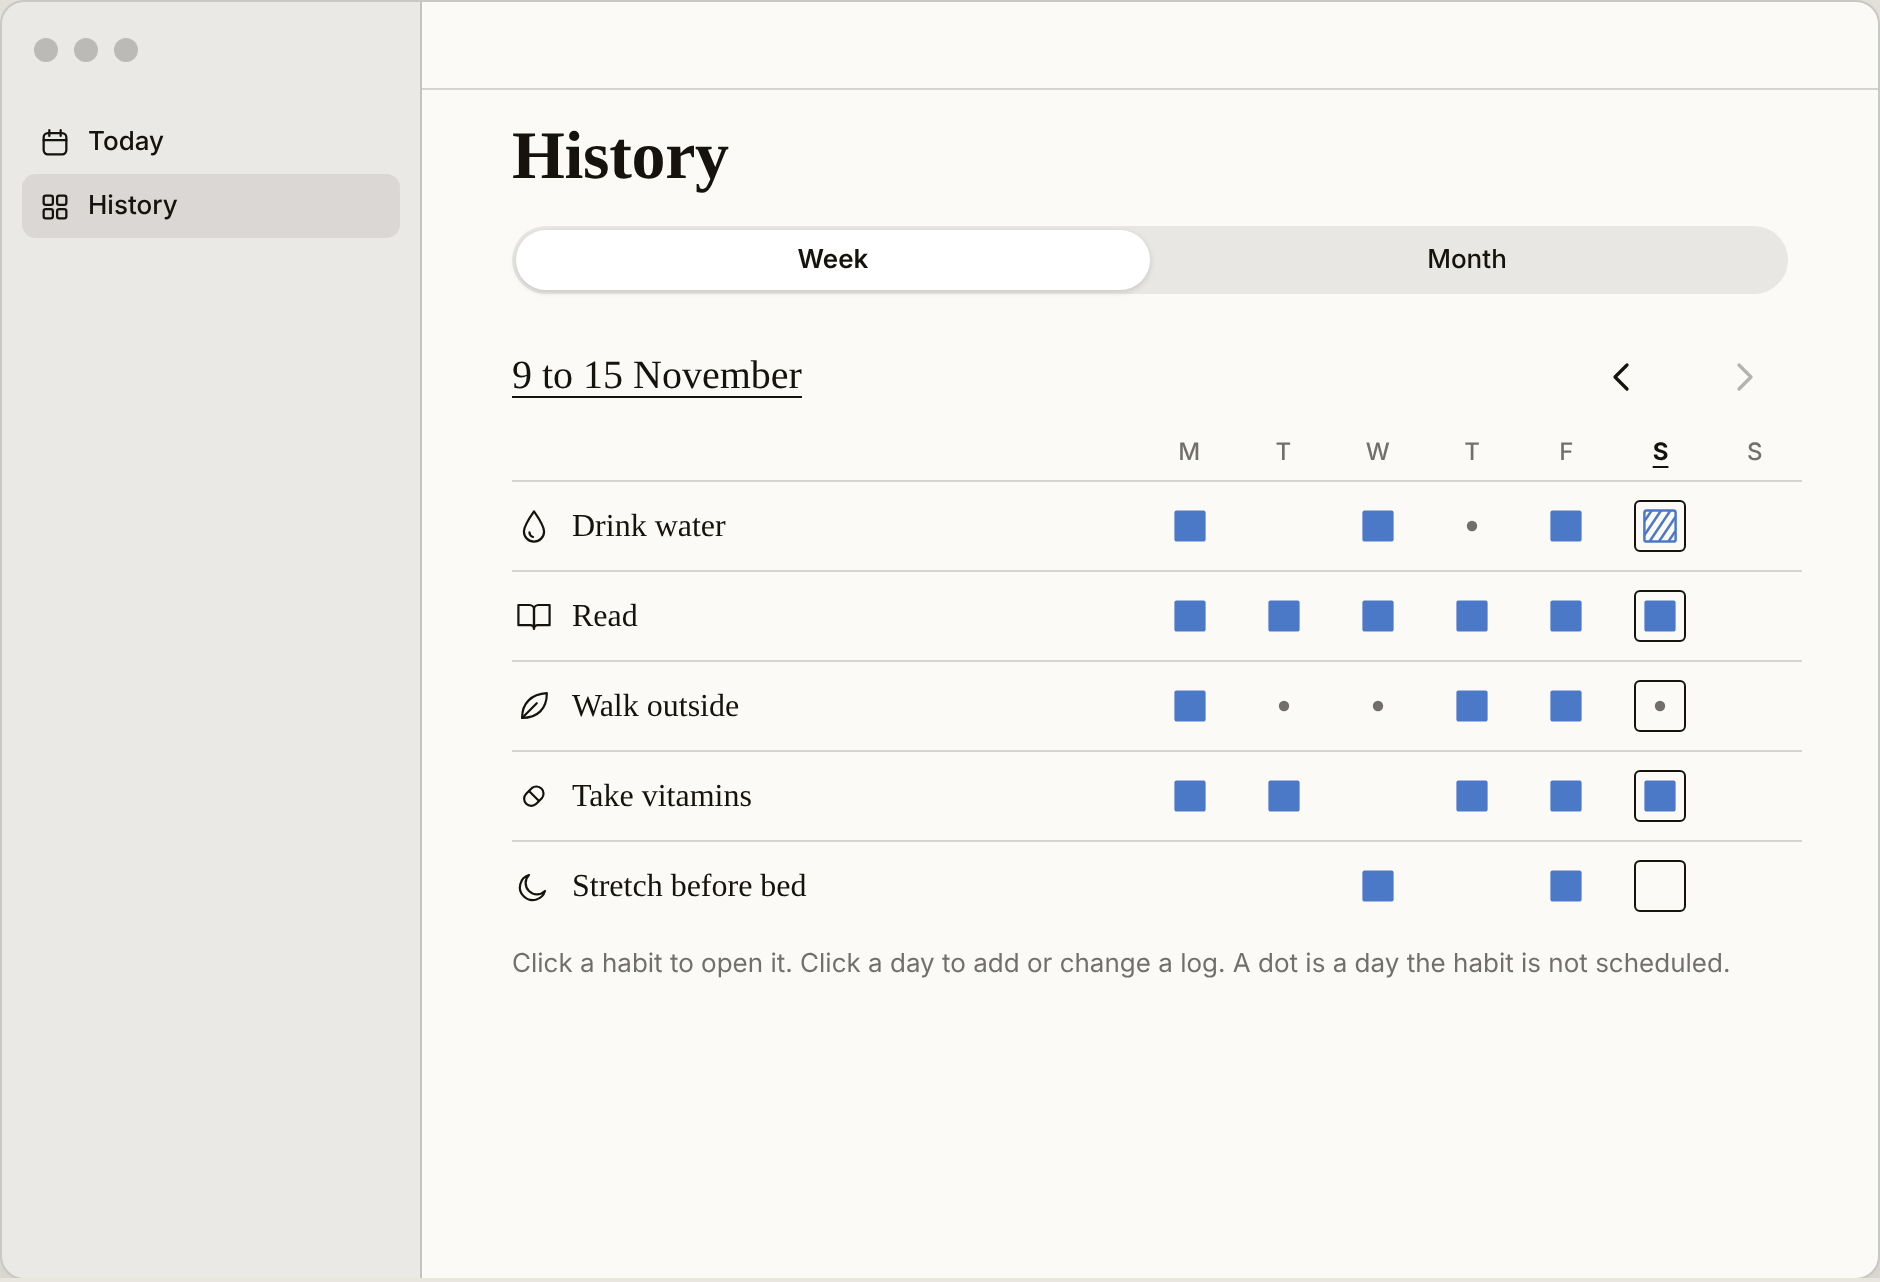 Today
History
History
Week Month
9 to 15 November
M T W T F S S
Drink water
Read
Walk outside
Take vitamins
Stretch before bed
Click a habit to open it. Click a day to add or change a log. A dot is a day the habit is not scheduled.